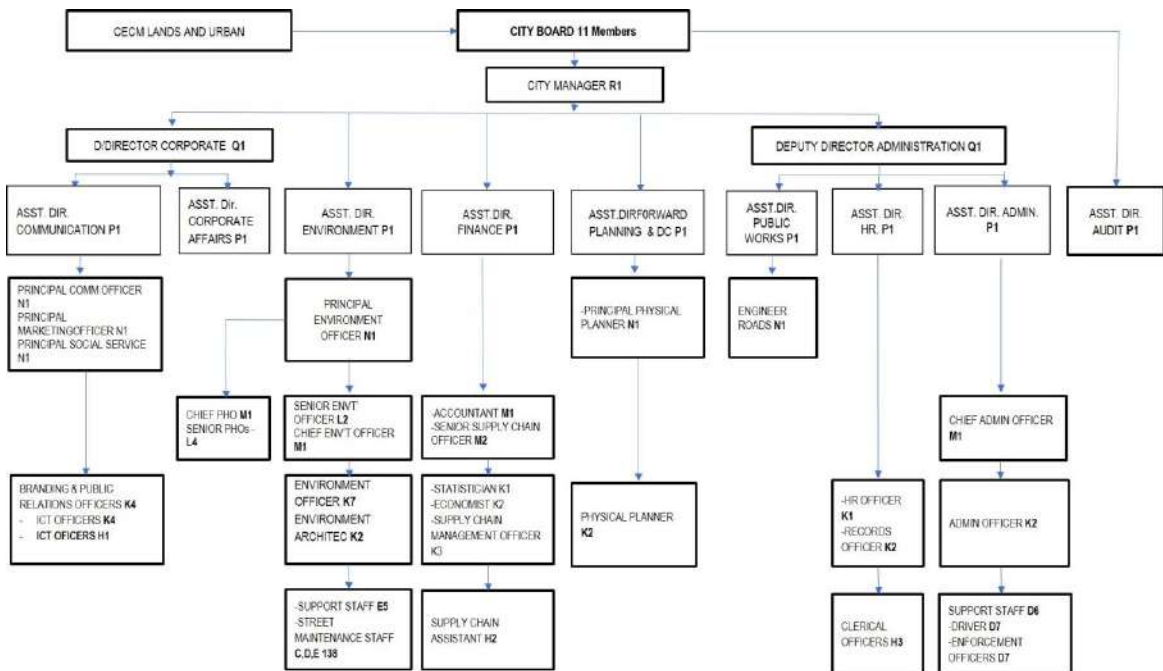 CECM LANDS AND URBAN
CITY BOARD 11 Members
CITY MANAGER R1
D/DIRECTOR CORPORATE Q1
DEPUTY DIRECTOR ADMINISTRATION Q1
ASST. DIR.
COMMUNICATION P1
ASST. Dir.
CORPORATE
AFFAIRS P1
ASST. DIR.
ENVIRONMENT P1
ASST.DIR.
FINANCE P1
ASST.DIRFORWARD
PLANNING & DC P1
ASST.DIR.
PUBLIC
WORKS P1
ASST.DIR.
HR. P1
ASST. DIR. ADMIN.
P1
ASST. DIR.
AUDIT P1
PRINCIPAL COMM OFFICER
N1
PRINCIPAL
MARKETINGOFFICER N1
PRINCIPAL SOCIAL SERVICE
N1
PRINCIPAL
ENVIRONMENT
OFFICER N1
-PRINCIPAL PHYSICAL
PLANNER N1
ENGINEER
ROADS N1
CHIEF PHO M1
SENIOR PHOs -
L4
SENIOR ENVT'
OFFICER L2
CHIEF ENV'T OFFICER
M1
-ACCOUNTANT M1
-SENIOR SUPPLY CHAIN
OFFICER M2
CHIEF ADMIN OFFICER
M1
BRANDING & PUBLIC
RELATIONS OFFICERS K4
- ICT OFFICERS K4
- ICT OFICERS H1
ENVIRONMENT
OFFICER K7
ENVIRONMENT
ARCHITEC K2
-STATISTICIAN K1
-ECONOMIST K2
-SUPPLY CHAIN
MANAGEMENT OFFICER
K3
PHYSICAL PLANNER
K2
-HR OFFICER
K1
-RECORDS
OFFICER K2
ADMIN OFFICER K2
-SUPPORT STAFF E5
-STREET
MAINTENANCE STAFF
C,D,E 138
SUPPLY CHAIN
ASSISTANT H2
CLERICAL
OFFICERS H3
SUPPORT STAFF D6
-DRIVER D7
-ENFORCEMENT
OFFICERS D7